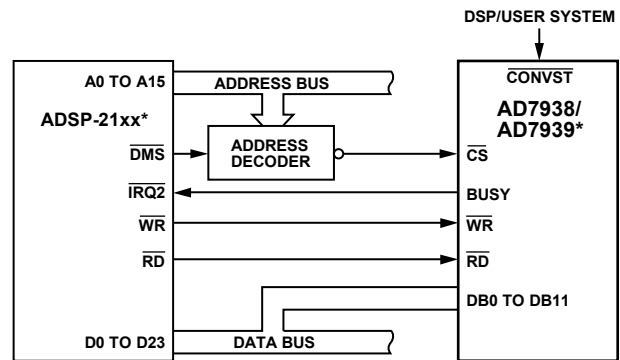 DSP/USER SYSTEM
A0 TO A15
ADDRESS BUS
CONVST
ADSP-21xx*
AD7938/
AD7939*
DMS
ADDRESS
DECODER
CS
IRQ2
BUSY
WR
WR
RD
RD
DB0 TO DB11
D0 TO D23
DATA BUS